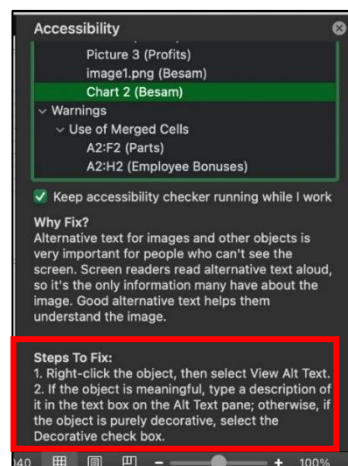 Accessibility
Picture 3 (Profits)
image1.png (Besam)
Chart 2 (Besam)
Warnings
Use of Merged Cells
A2:F2 (Parts)
A2:H2 (Employee Bonuses)
Keep accessibility checker running while I work
Why Fix?
Alternative text for images and other objects is
very important for people who can't see the
screen. Screen readers read alternative text aloud,
so it's the only information many have about the
image. Good alternative text helps them
understand the image.
Steps To Fix:
1. Right-click the object, then select View Alt Text.
2. If the object is meaningful, type a description of
it in the text box on the Alt Text pane; otherwise, if
the object is purely decorative, select the
Decorative check box.
100%